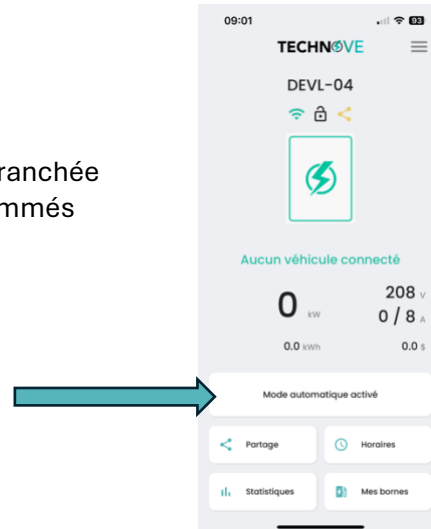 09:01
93
TECHNOVE
DEVL-04
ranchée
mmés
Aucun véhicule connecté
0 kW
208 V
0 / 8 A
0.0 kWh
0.0 $
Mode automatique activé
Partage
Horaires
Statistiques
Mes bornes